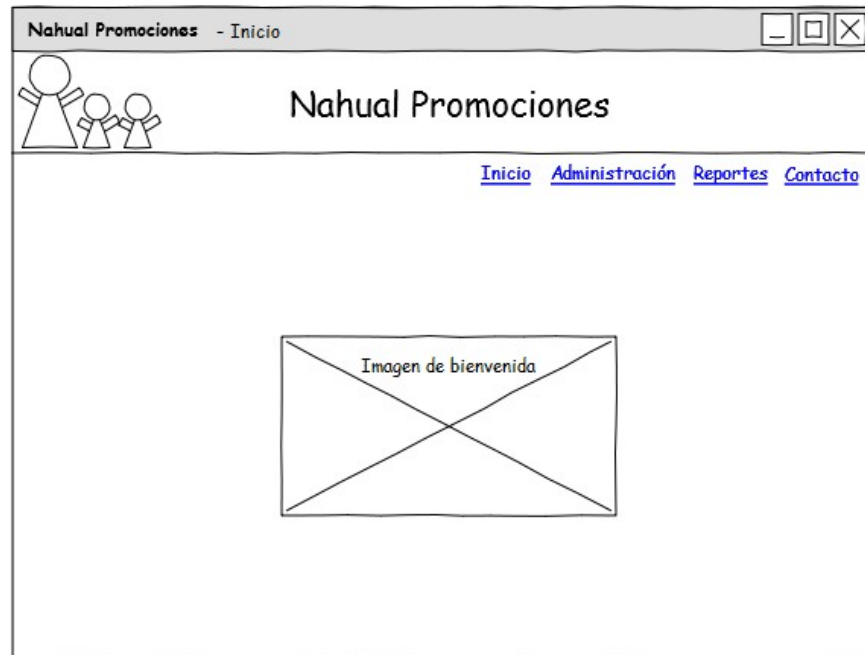 Nahual Promociones - Inicio
Nahual Promociones
Inicio Administración Reportes Contacto
Imagen de bienvenida